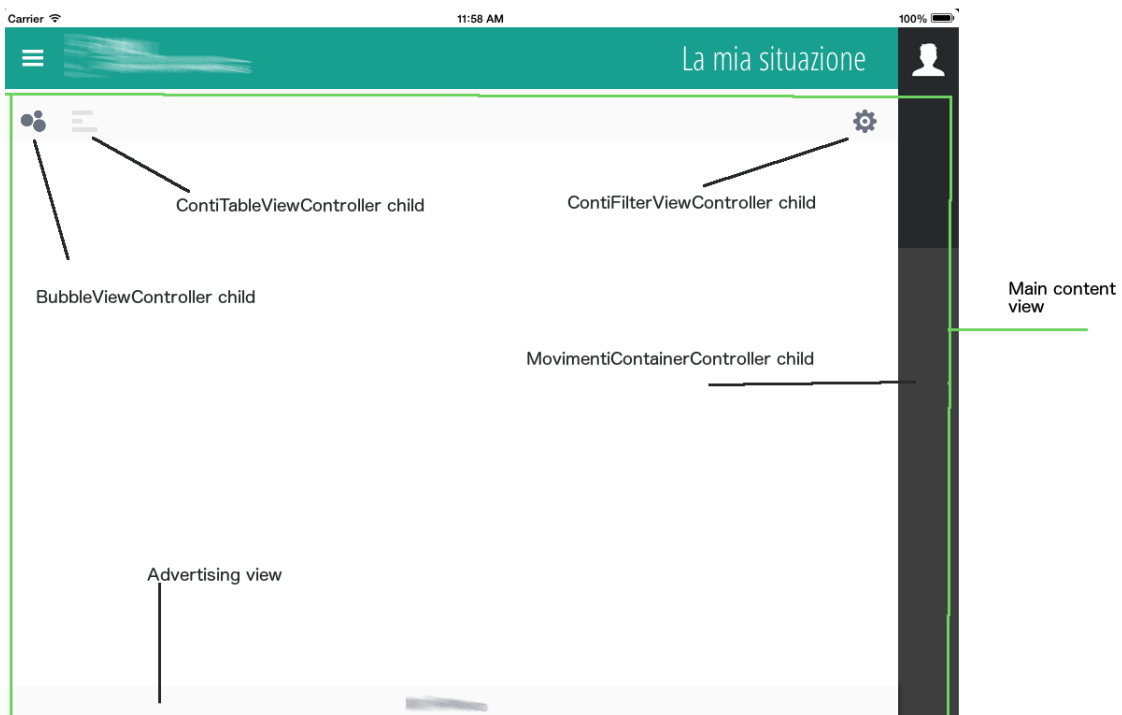 Carrier 11:58 AM 100%
La mia situazione
ContiTableViewController child
ContiFilterViewController child
BubbleViewController child
Main content
view
MovimentiContainerController child
Advertising view